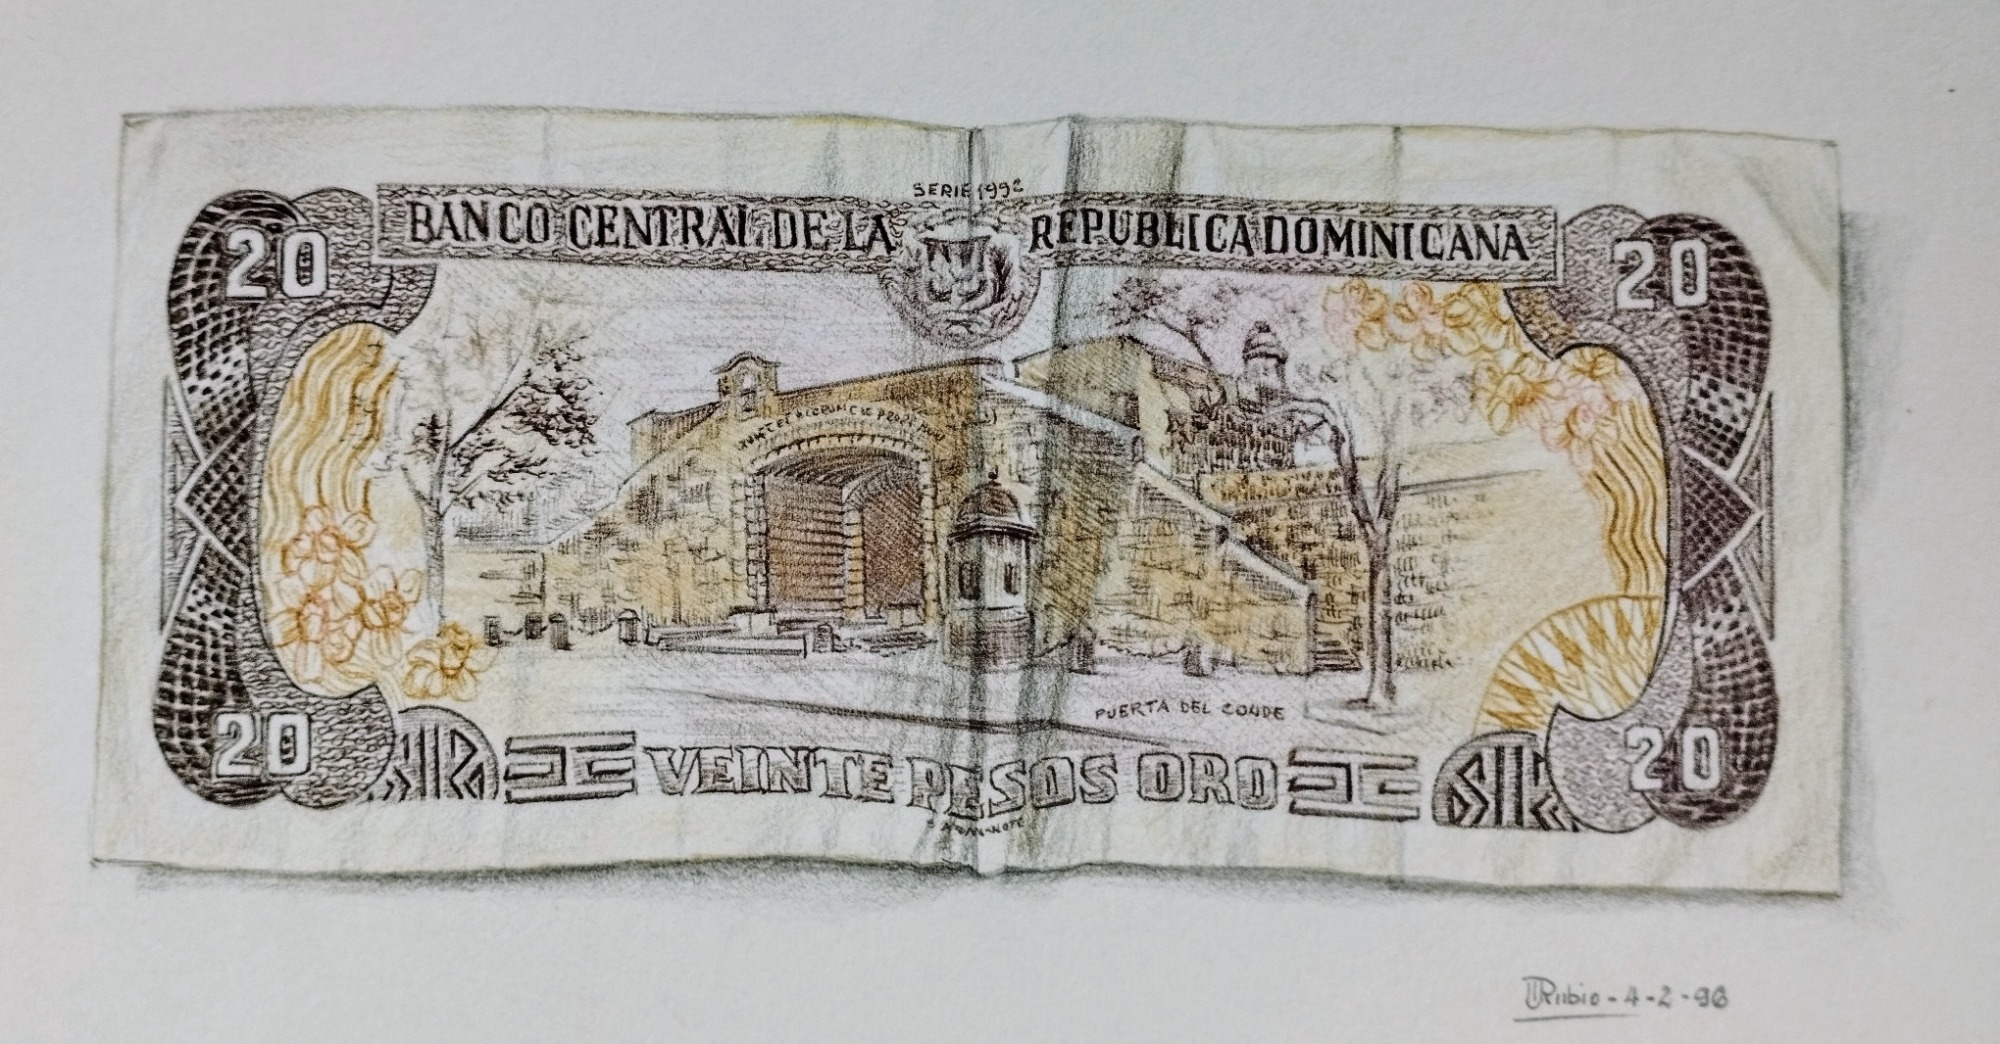 SERIE 1992
BANCO CENTRAL DE LA REPUBLICA DOMINICANA
20 20
PUERTA DEL CONDE
20 20
VEINTE PESOS ORO
Rubio - 4-2-96